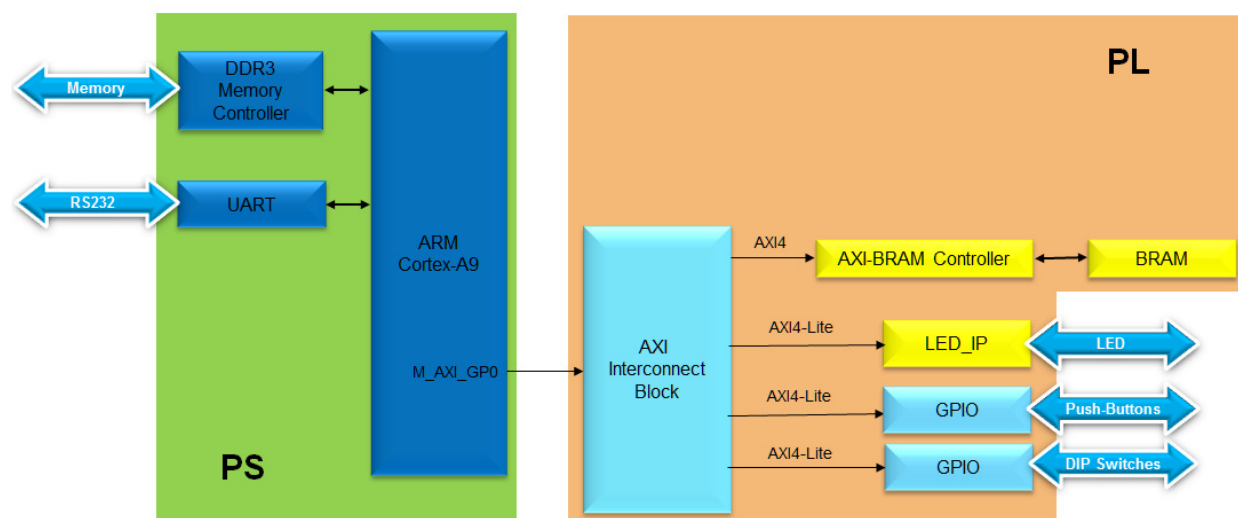 PL
DDR3
Memory
Controller
Memory
UART
RS232
ARM
Cortex-A9
M_AXI_GP0
PS
AXI
Interconnect
Block
AXI4
AXI-BRAM Controller
BRAM
AXI4-Lite
LED_IP
LED
AXI4-Lite
GPIO
Push-Buttons
AXI4-Lite
GPIO
DIP Switches